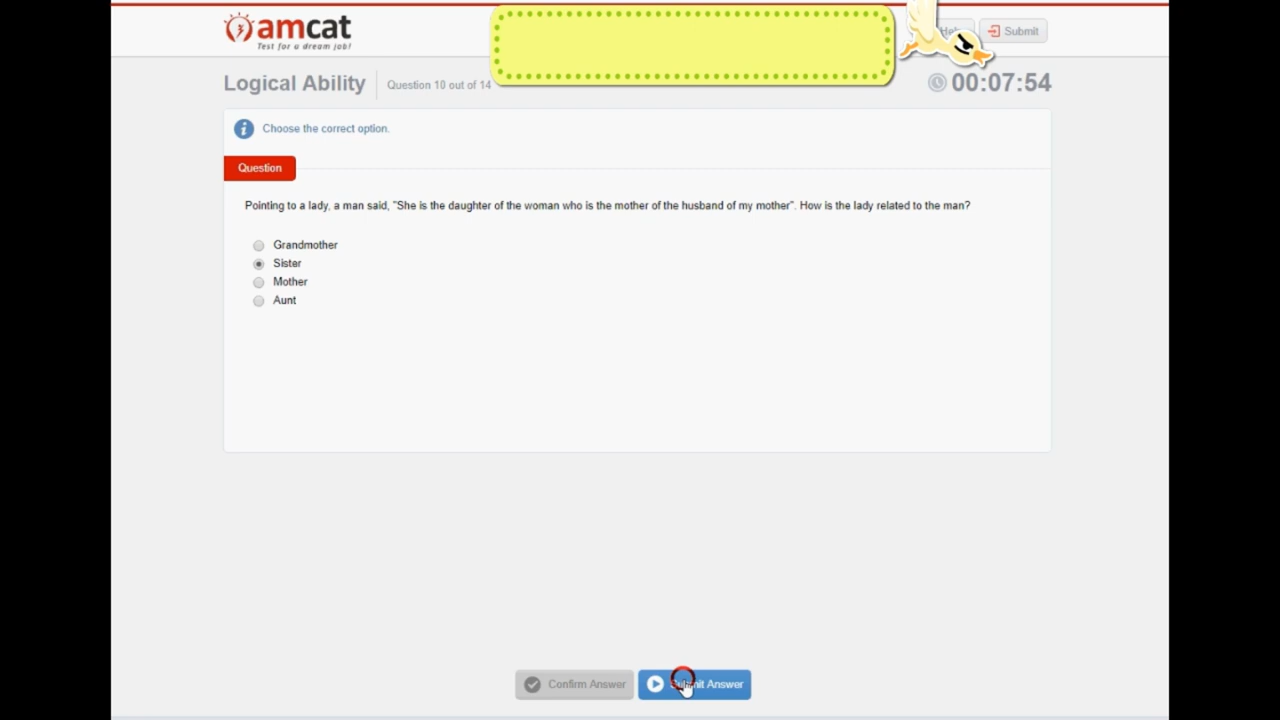 amcat
Test for a dream job!
Help
Submit
Logical Ability
Question 10 out of 14
00:07:54
Choose the correct option.
Question
Pointing to a lady, a man said, "She is the daughter of the woman who is the mother of the husband of my mother". How is the lady related to the man?
Grandmother
Sister
Mother
Aunt
Confirm Answer
Submit Answer